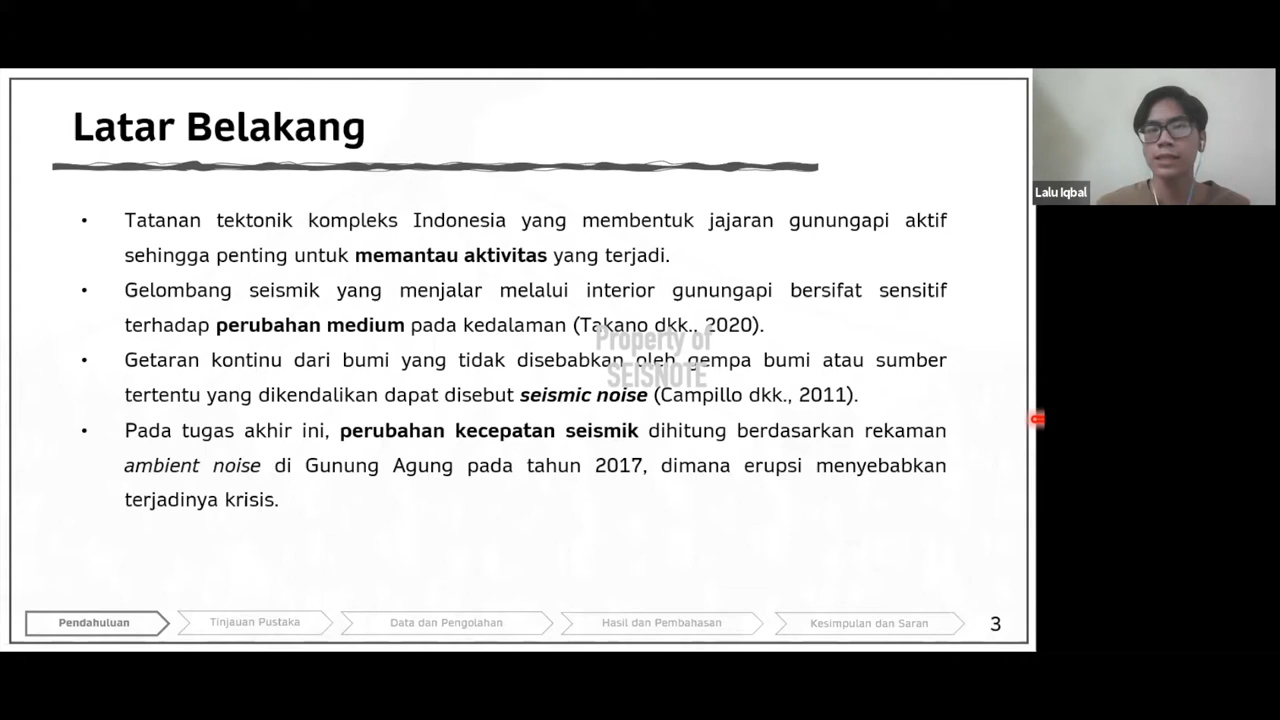 Latar Belakang
• Tatanan tektonik kompleks Indonesia yang membentuk jajaran gunungapi aktif
sehingga penting untuk memantau aktivitas yang terjadi.
• Gelombang seismik yang menjalar melalui interior gunungapi bersifat sensitif
terhadap perubahan medium pada kedalaman (Takano dkk., 2020).
• Getaran kontinu dari bumi yang tidak disebabkan oleh gempa bumi atau sumber
tertentu yang dikendalikan dapat disebut seismic noise (Campillo dkk., 2011).
• Pada tugas akhir ini, perubahan kecepatan seismik dihitung berdasarkan rekaman
ambient noise di Gunung Agung pada tahun 2017, dimana erupsi menyebabkan
terjadinya krisis.
Property of
SEISNOTE
Pendahuluan
Tinjauan Pustaka
Data dan Pengolahan
Hasil dan Pembahasan
Kesimpulan dan Saran
3
Lalu Iqbal